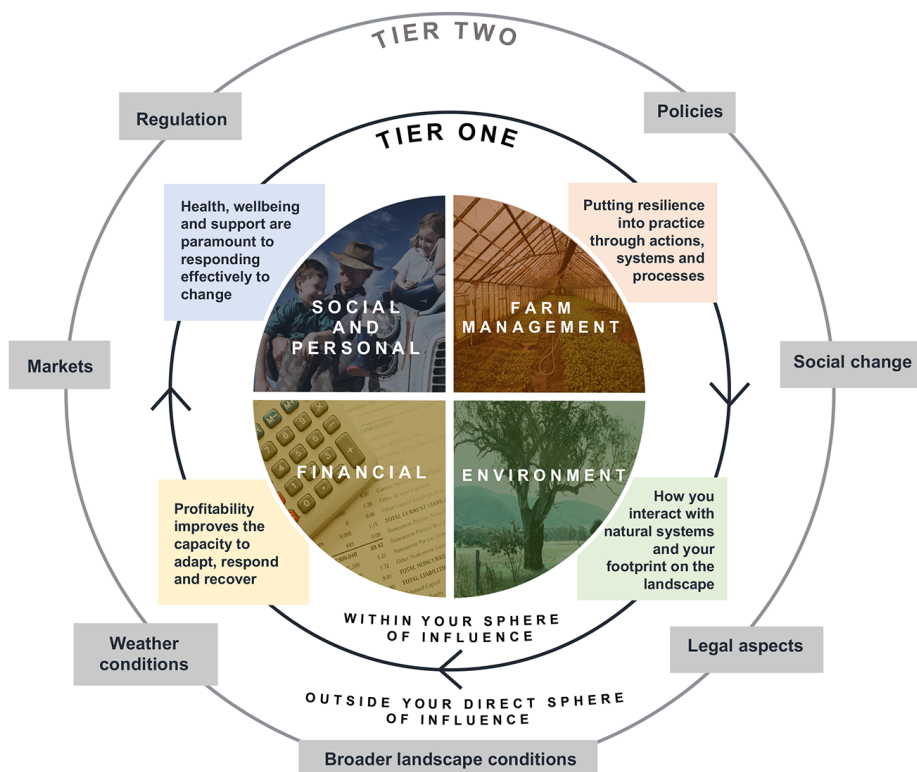 TIER TWO
Regulation
Policies
TIER ONE
Health, wellbeing
and support are
paramount to
responding
effectively to
change
Putting resilience
into practice
through actions,
systems and
processes
SOCIAL
AND
PERSONAL
FARM
MANAGEMENT
Markets
Social change
FINANCIAL
ENVIRONMENT
Profitability
improves the
capacity to
adapt, respond
and recover
How you
interact with
natural systems
and your
footprint on the
landscape
WITHIN YOUR SPHERE
OF INFLUENCE
Weather
conditions
Legal aspects
OUTSIDE YOUR DIRECT SPHERE
OF INFLUENCE
Broader landscape conditions